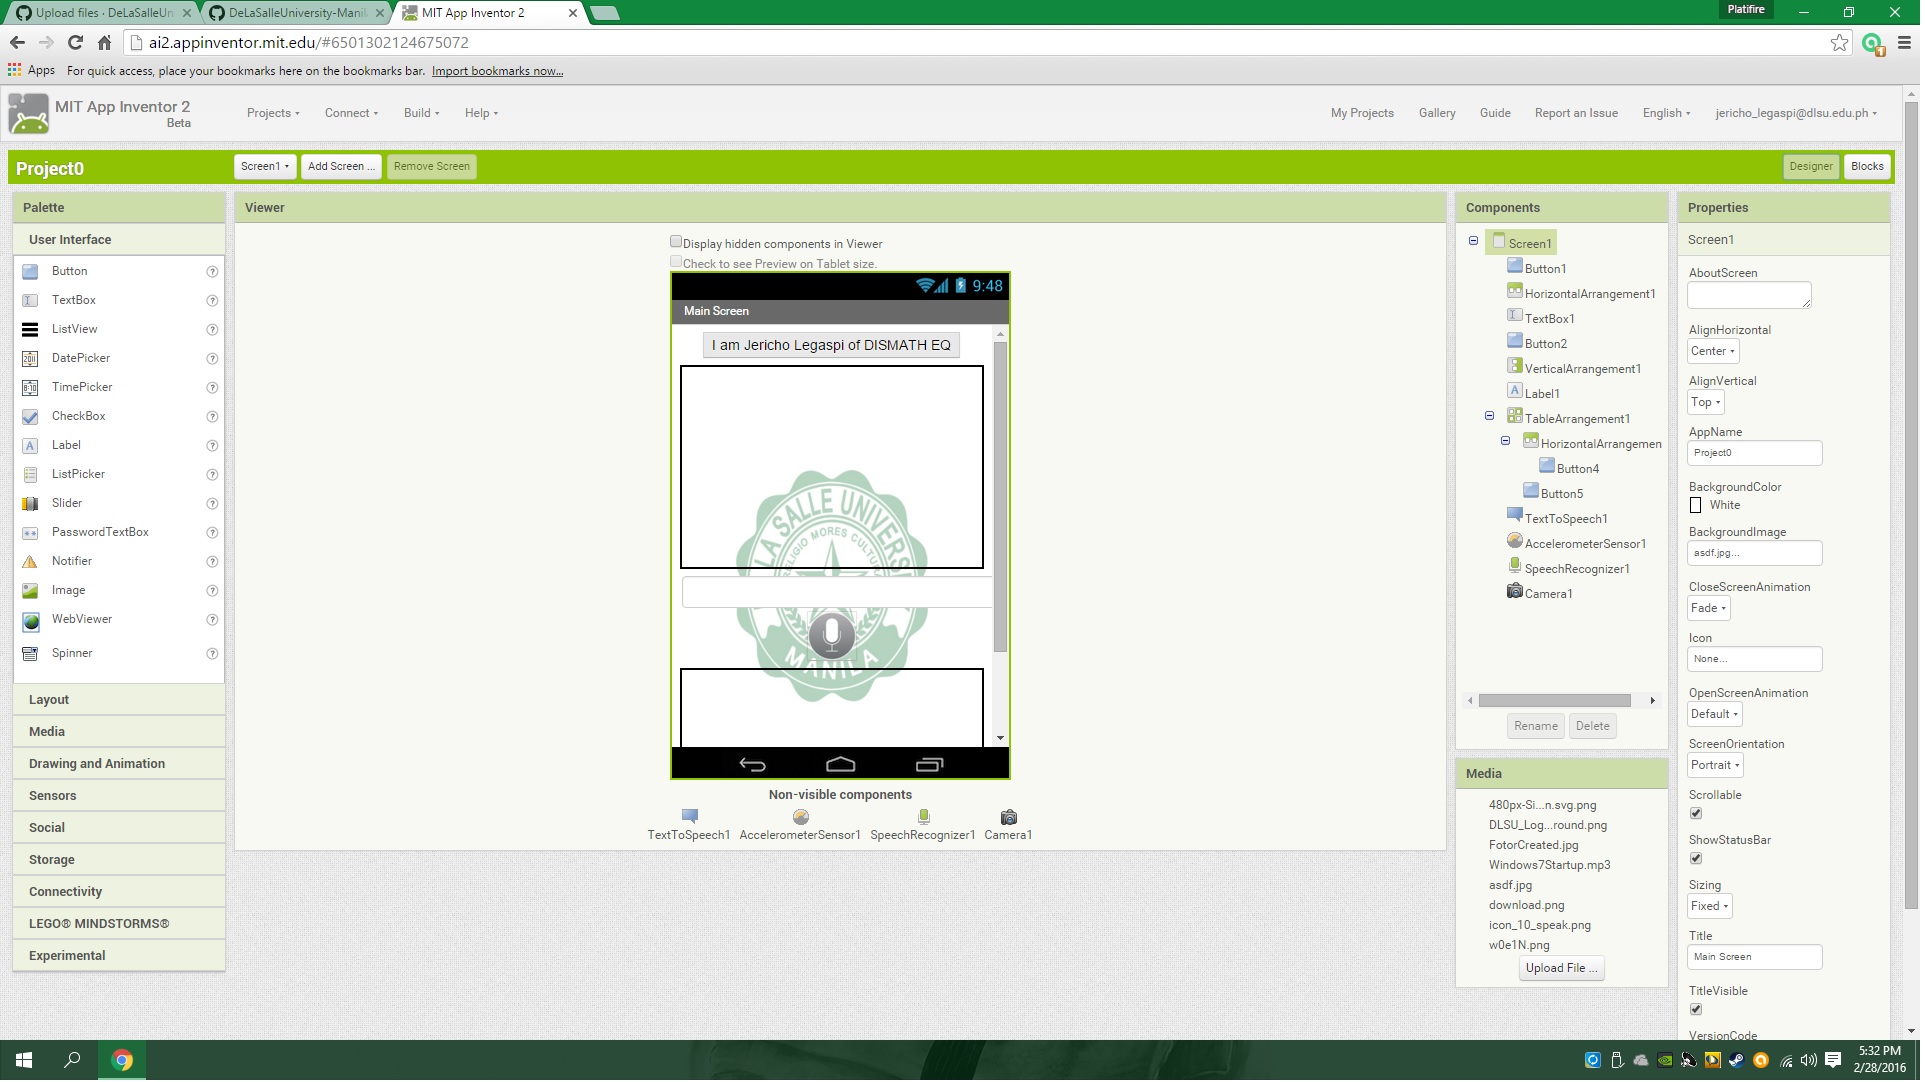 Upload files · DeLaSalleUn
DeLaSalleUniversity-Manil
MIT App Inventor 2
Platifire
ai2.appinventor.mit.edu/#6501302124675072
Apps
For quick access, place your bookmarks here on the bookmarks bar. Import bookmarks now...
MIT App Inventor 2
Beta
Projects
Connect
Build
Help
My Projects
Gallery
Guide
Report an Issue
English
jericho_legaspi@dlsu.edu.ph
Project0
Screen1
Add Screen ...
Remove Screen
Designer
Blocks
Palette
User Interface
Button
TextBox
ListView
DatePicker
TimePicker
CheckBox
Label
ListPicker
Slider
PasswordTextBox
Notifier
Image
WebViewer
Spinner
Layout
Media
Drawing and Animation
Sensors
Social
Storage
Connectivity
LEGO® MINDSTORMS®
Experimental
Viewer
Display hidden components in Viewer
Check to see Preview on Tablet size.
9:48
Main Screen
I am Jericho Legaspi of DISMATH EQ
LA SALLE UNIVERSI
RELIGIO MORES CULTUR
MANILA
Non-visible components
TextToSpeech1
AccelerometerSensor1
SpeechRecognizer1
Camera1
Components
Screen1
Button1
HorizontalArrangement1
TextBox1
Button2
VerticalArrangement1
Label1
TableArrangement1
HorizontalArrangemen
Button4
Button5
TextToSpeech1
AccelerometerSensor1
SpeechRecognizer1
Camera1
Rename
Delete
Media
480px-Si...n.svg.png
DLSU_Log...round.png
FotorCreated.jpg
Windows7Startup.mp3
asdf.jpg
download.png
icon_10_speak.png
w0e1N.png
Upload File ...
Properties
Screen1
AboutScreen
AlignHorizontal
Center
AlignVertical
Top
AppName
Project0
BackgroundColor
White
BackgroundImage
asdf.jpg...
CloseScreenAnimation
Fade
Icon
None...
OpenScreenAnimation
Default
ScreenOrientation
Portrait
Scrollable
ShowStatusBar
Sizing
Fixed
Title
Main Screen
TitleVisible
VersionCode
5:32 PM
2/28/2016